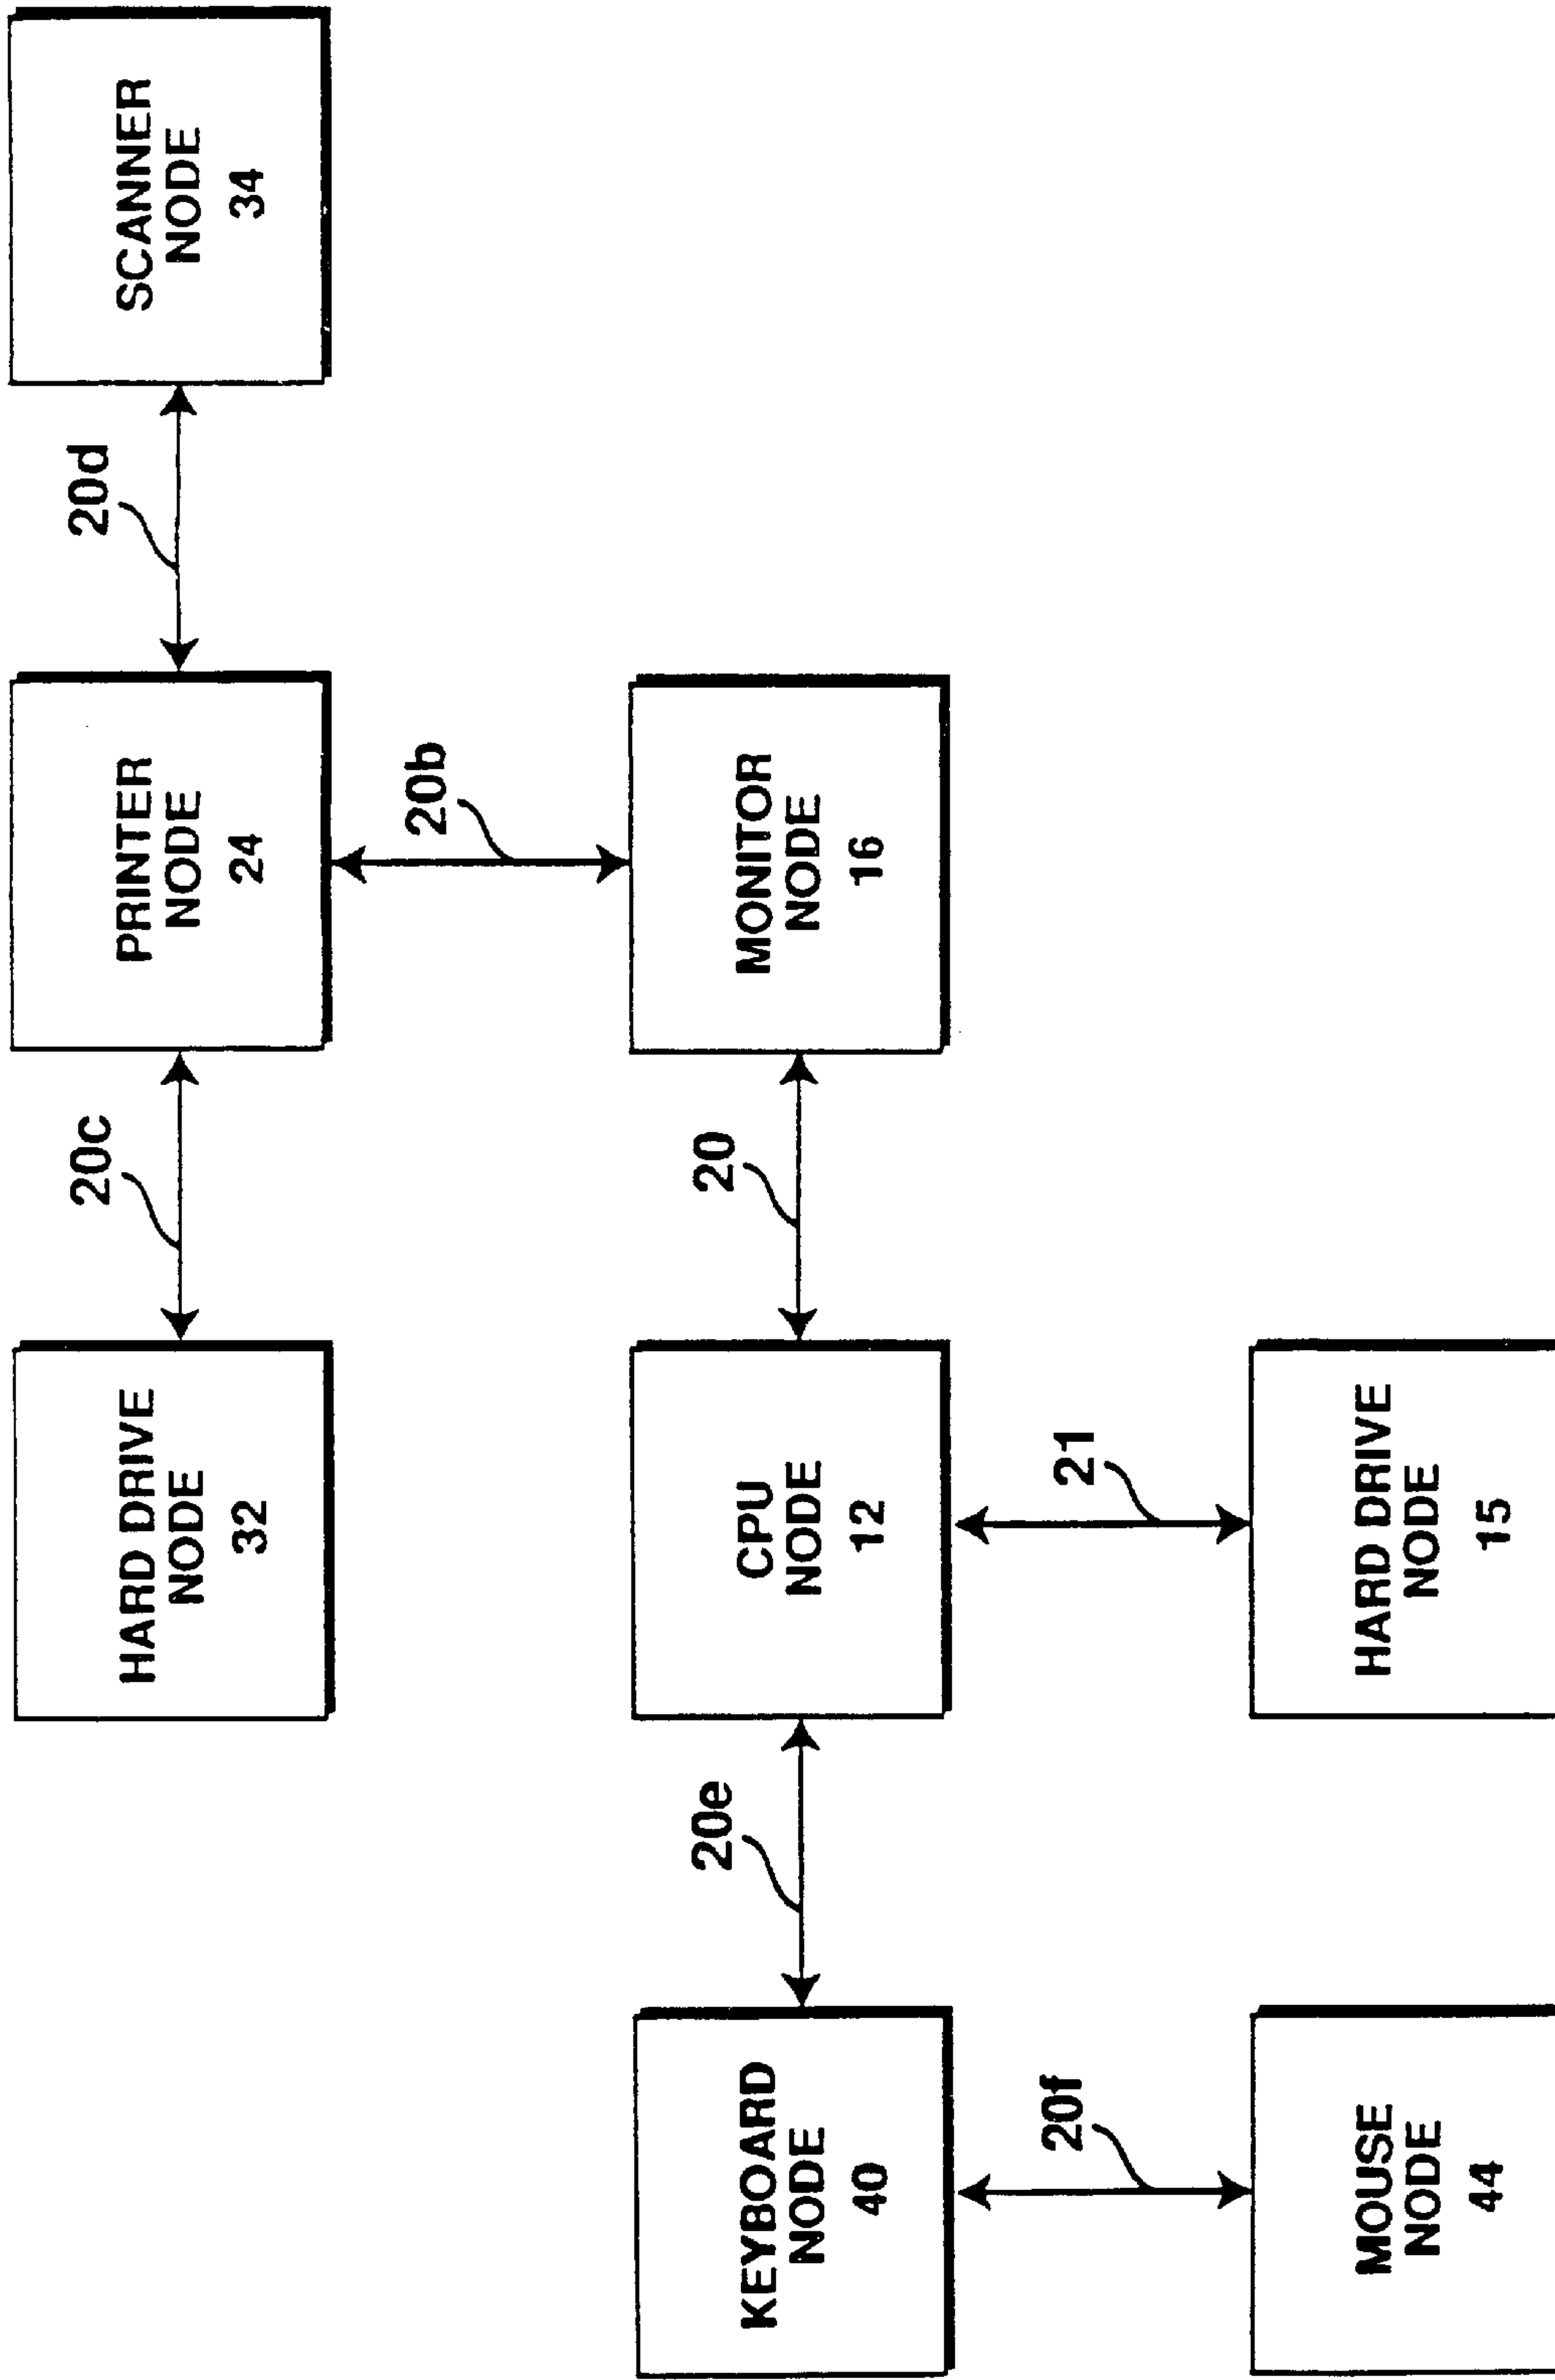 HARD DRIVE
NODE
32
20c
PRINTER
NODE
24
20d
SCANNER
NODE
34
20b
KEYBOARD
NODE
40
20e
CPU
NODE
12
20
MONITOR
NODE
16
20f
21
MOUSE
NODE
44
HARD DRIVE
NODE
15